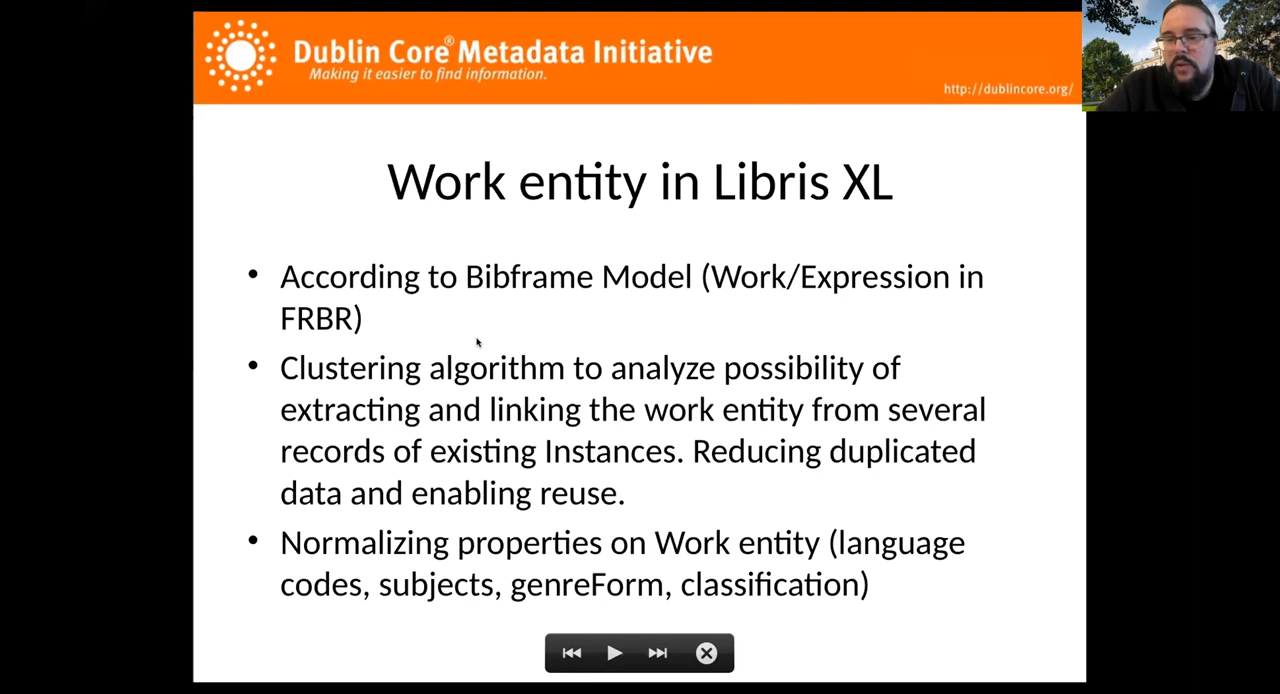 Dublin Core® Metadata Initiative
Making it easier to find information.
http://dublincore.org/
Work entity in Libris XL
• According to Bibframe Model (Work/Expression in
FRBR)
• Clustering algorithm to analyze possibility of
extracting and linking the work entity from several
records of existing Instances. Reducing duplicated
data and enabling reuse.
• Normalizing properties on Work entity (language
codes, subjects, genreForm, classification)